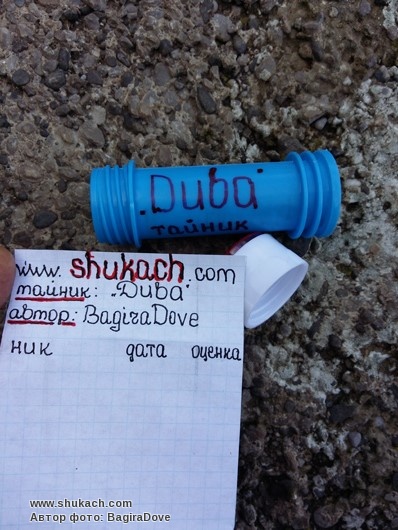 „Duba"
тайник
www.shukach.com
тайник: „Duba"
автор: BagiraDove
ник дата оценка
www.shukach.com
Автор фото: BagiraDove